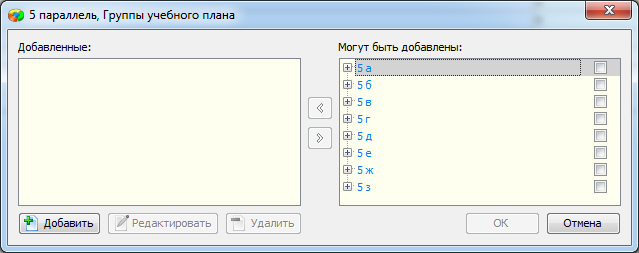 5 параллель, Группы учебного плана
Добавленные:
Могут быть добавлены:
5 а
5 б
5 в
5 г
5 д
5 е
5 ж
5 з
Добавить
Редактировать
Удалить
OK
Отмена